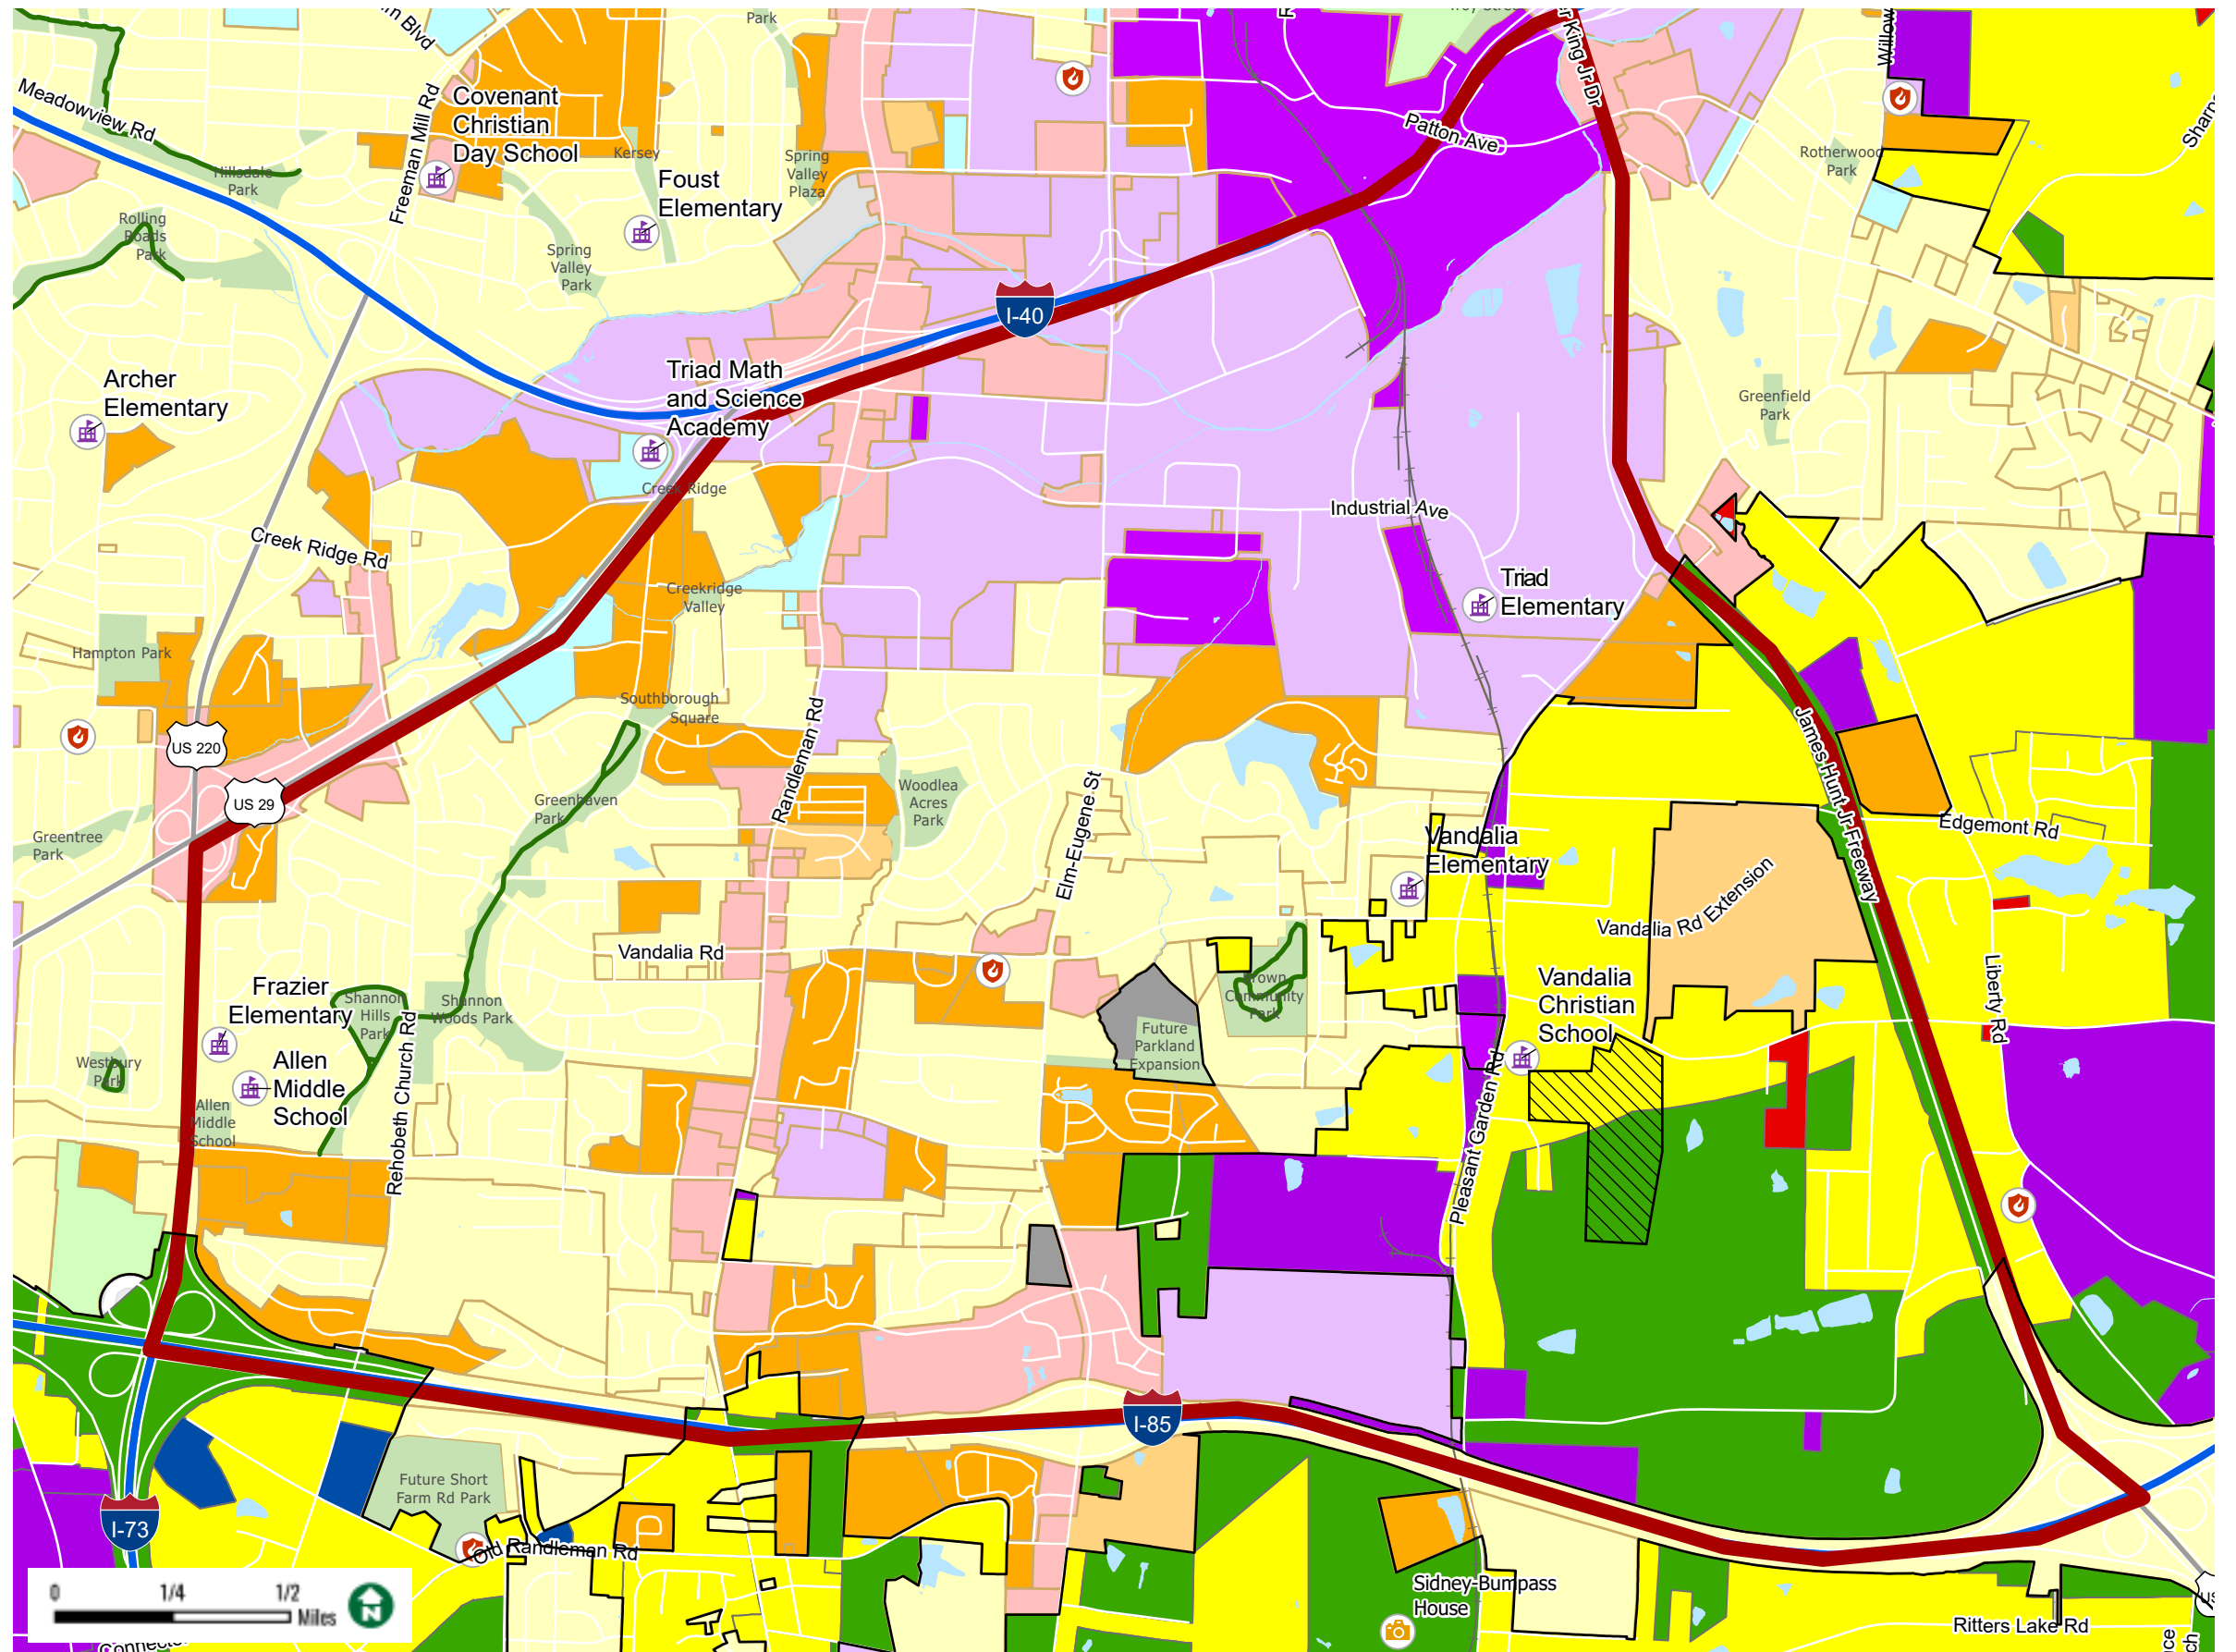 Park
Meadowview Rd
Freeman Mill Rd
Covenant
Christian
Day School
Kersey
Spring
Valley
Plaza
Patton Ave
Rotherwood
Park
Hillsdale
Park
Foust
Elementary
Rolling
Roads
Park
Spring
Valley
Park
I-40
Archer
Elementary
Triad Math
and Science
Academy
Greenfield
Park
Creek Ridge
Industrial Ave
Creek Ridge Rd
Creekridge
Valley
Triad
Elementary
Hampton Park
Southborough
Square
US 220
US 29
Randleman Rd
James Hunt Jr Freeway
Greenhaven
Park
Woodlea
Acres
Park
Elm-Eugene St
Greentree
Park
Vandalia
Elementary
Edgemont Rd
Vandalia Rd Extension
Vandalia Rd
Liberty Rd
Frazier
Elementary
Shannon
Hills
Park
Shannon
Woods Park
Community
Park
Vandalia
Christian
School
Future
Parkland
Expansion
Westbury
Park
Allen
Middle
School
Allen
Middle
School
Rehobeth Church Rd
Pleasant Garden Rd
I-85
Future Short
Farm Rd Park
I-73
Old Randleman Rd
0 1/4 1/2
Miles
N
Sidney-Bumpass
House
Ritters Lake Rd